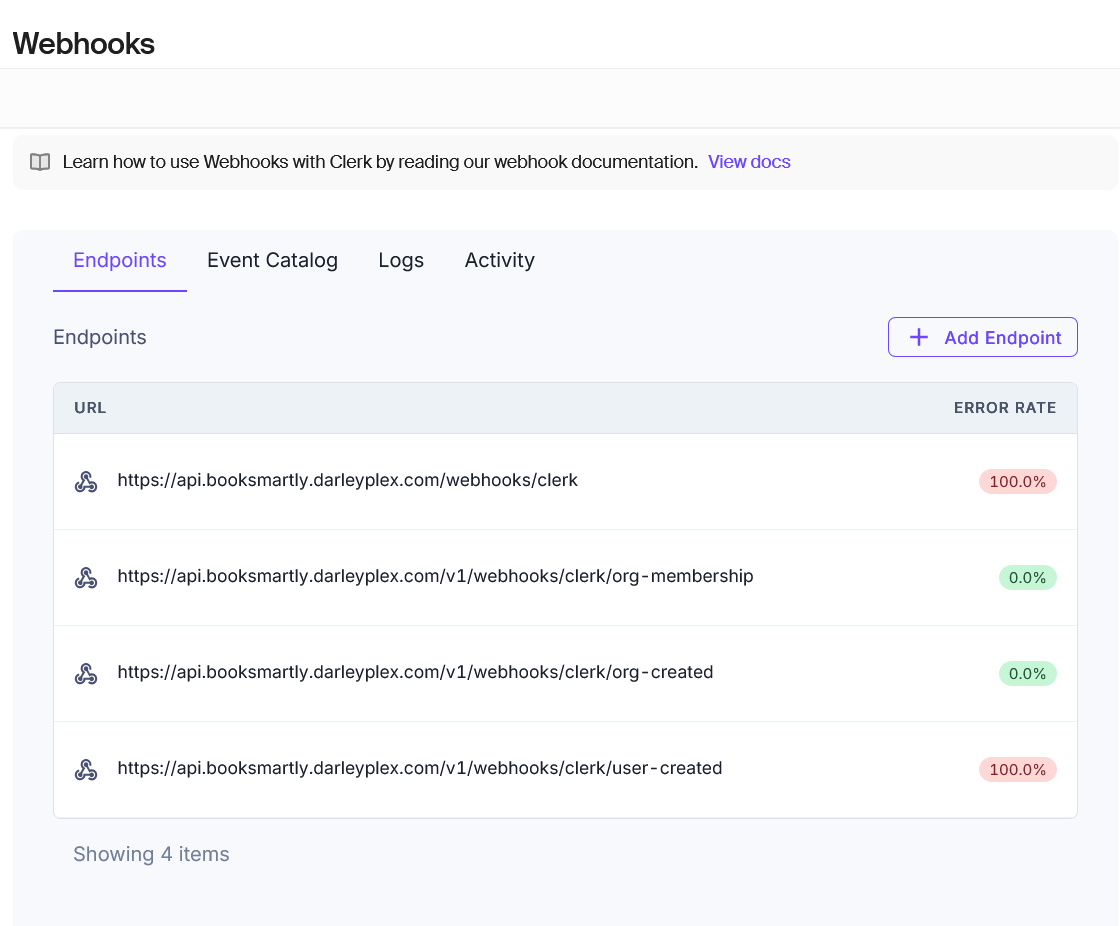 Webhooks
Learn how to use Webhooks with Clerk by reading our webhook documentation. View docs
Endpoints Event Catalog Logs Activity
Endpoints
Add Endpoint
URL ERROR RATE
https://api.booksmartly.darleyplex.com/webhooks/clerk 100.0%
https://api.booksmartly.darleyplex.com/v1/webhooks/clerk/org-membership 0.0%
https://api.booksmartly.darleyplex.com/v1/webhooks/clerk/org-created 0.0%
https://api.booksmartly.darleyplex.com/v1/webhooks/clerk/user-created 100.0%
Showing 4 items